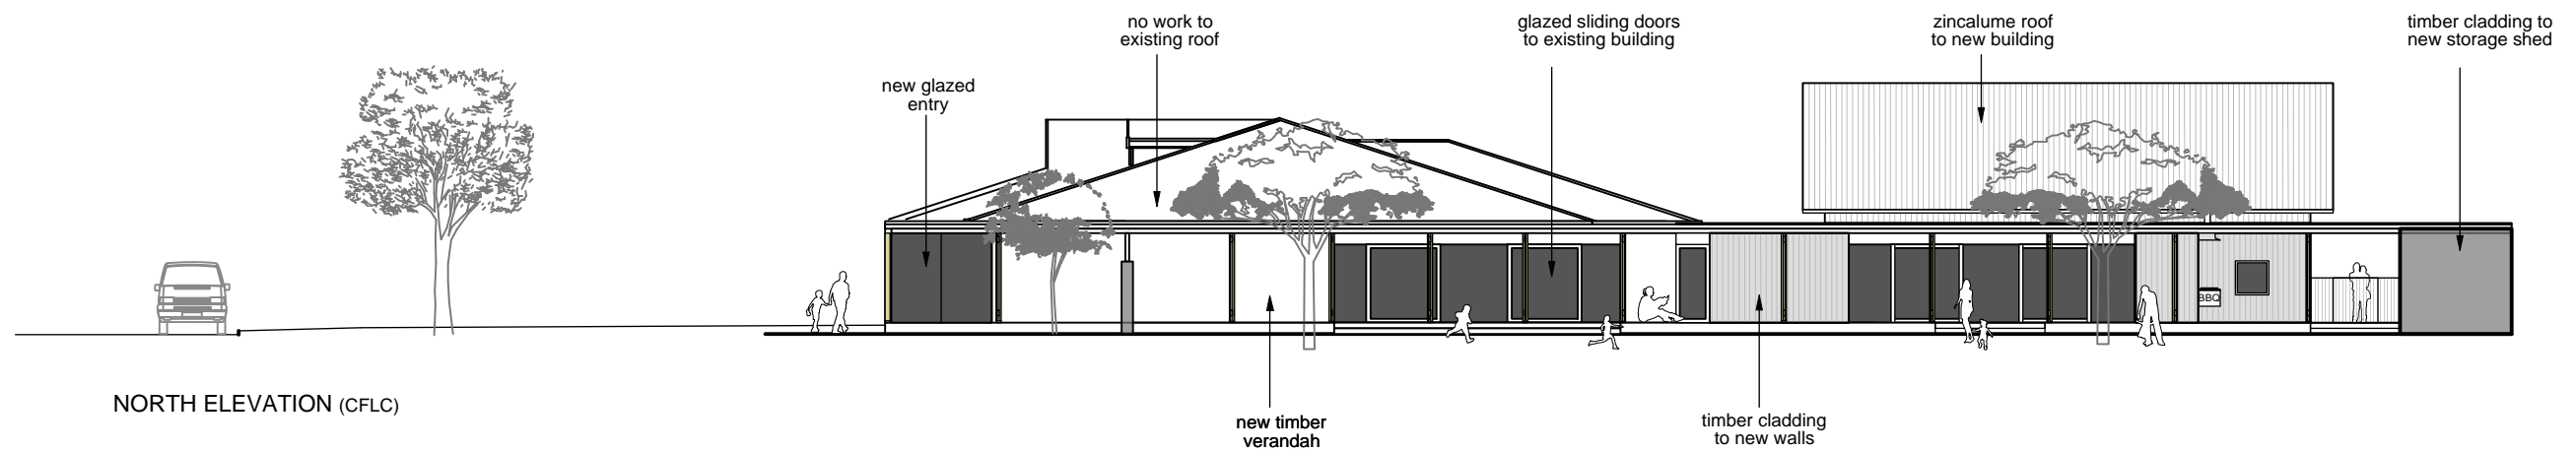 no work to
existing roof
glazed sliding doors
to existing building
zincalume roof
to new building
timber cladding to
new storage shed
new glazed
entry
BBQ
NORTH ELEVATION (CFLC)
new timber
verandah
timber cladding
to new walls